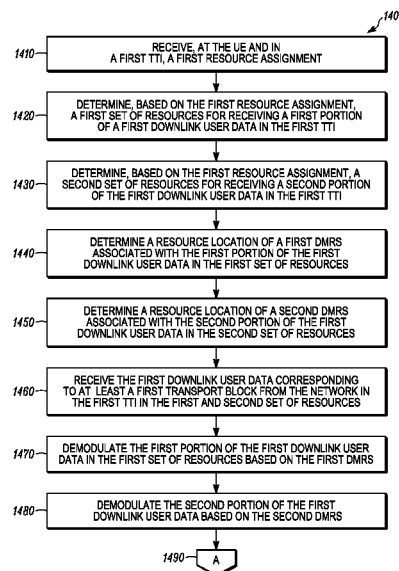 140
1410
RECEIVE, AT THE UE AND IN
A FIRST TTI, A FIRST RESOURCE ASSIGNMENT
1420
DETERMINE, BASED ON THE FIRST RESOURCE ASSIGNMENT,
A FIRST SET OF RESOURCES FOR RECEIVING A FIRST PORTION
OF A FIRST DOWNLINK USER DATA IN THE FIRST TTI
1430
DETERMINE, BASED ON THE FIRST RESOURCE ASSIGNMENT, A
SECOND SET OF RESOURCES FOR RECEIVING A SECOND PORTION
OF THE FIRST DOWNLINK USER DATA IN THE FIRST TTI
1440
DETERMINE A RESOURCE LOCATION OF A FIRST DMRS
ASSOCIATED WITH THE FIRST PORTION OF THE FIRST
DOWNLINK USER DATA IN THE FIRST SET OF RESOURCES
1450
DETERMINE A RESOURCE LOCATION OF A SECOND DMRS
ASSOCIATED WITH THE SECOND PORTION OF THE FIRST
DOWNLINK USER DATA IN THE SECOND SET OF RESOURCES
1460
RECEIVE THE FIRST DOWNLINK USER DATA CORRESPONDING
TO AT LEAST A FIRST TRANSPORT BLOCK FROM THE NETWORK IN
THE FIRST TTI IN THE FIRST AND SECOND SET OF RESOURCES
1470
DEMODULATE THE FIRST PORTION OF THE FIRST DOWNLINK USER
DATA IN THE FIRST SET OF RESOURCES BASED ON THE FIRST DMRS
1480
DEMODULATE THE SECOND PORTION OF THE FIRST
DOWNLINK USER DATA BASED ON THE SECOND DMRS
1490
A